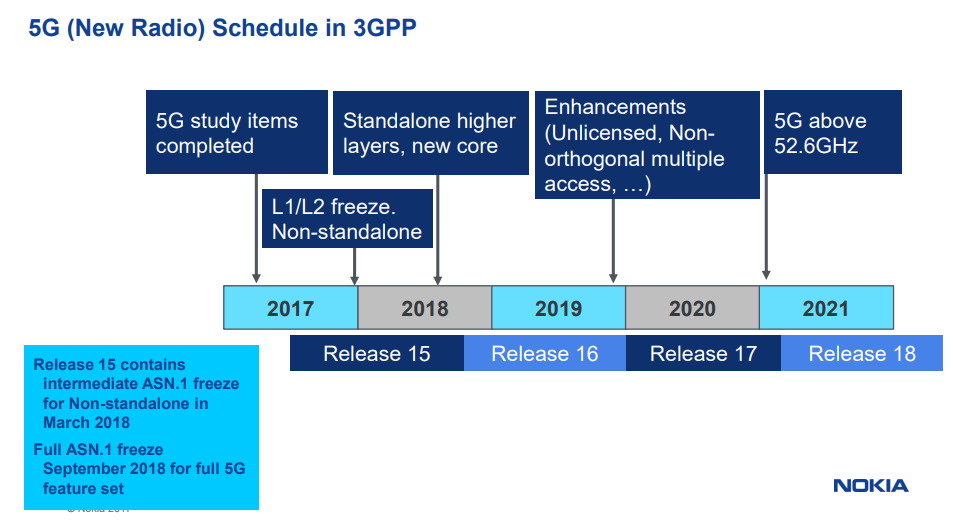 5G (New Radio) Schedule in 3GPP
5G study items
completed
Standalone higher
layers, new core
Enhancements
(Unlicensed, Non-
orthogonal multiple
access, …)
5G above
52.6GHz
L1/L2 freeze.
Non-standalone
2017
2018
2019
2020
2021
Release 15
Release 16
Release 17
Release 18
Release 15 contains
intermediate ASN.1 freeze
for Non-standalone in
March 2018
Full ASN.1 freeze
September 2018 for full 5G
feature set
NOKIA